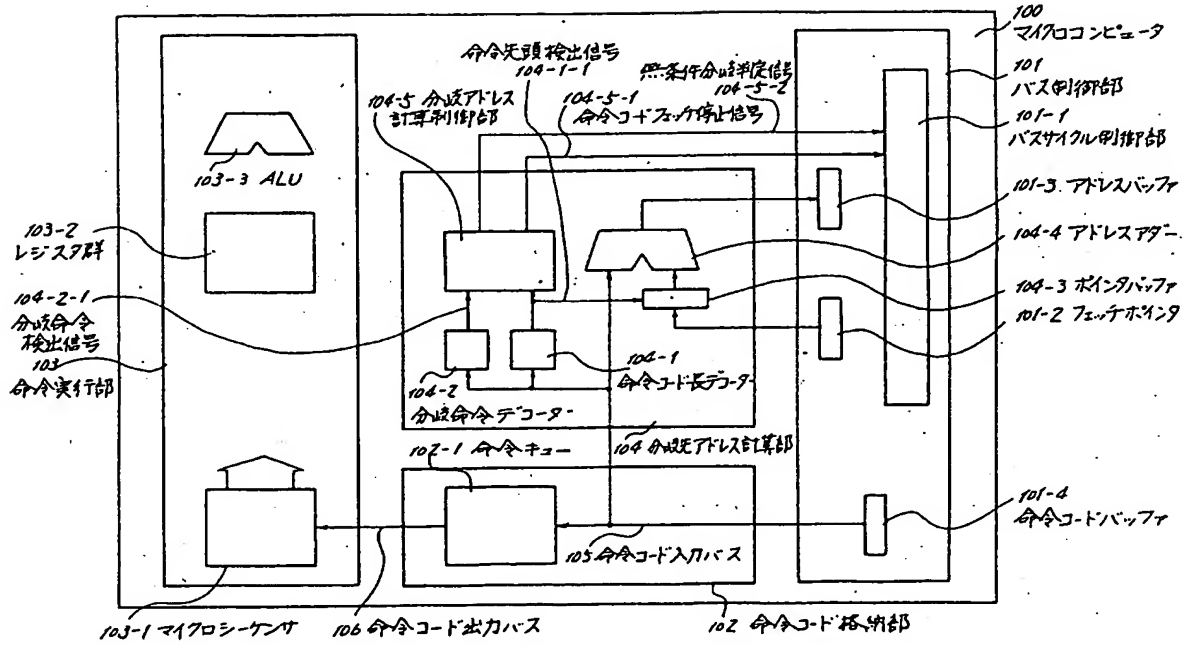 100
マイクロコンピュータ
101
バス制御部
101-1
バスサイクル制御部
101-3 アドレスバッファ
104-4 アドレスアダー
104-3 ポインタバッファ
101-2 フェッチポインタ
101-4
命令コードバッファ
命令先頭検出信号
104-1-1
無条件分岐判定信号
104-5-2
104-5-1
命令コードフェッチ停止信号
104-5 分岐アドレス
計算制御部
103-3 ALU
103-2
レジスタ群
104-2-1
分岐命令
検出信号
103
命令実行部
104-2
分岐命令デコーダー
104-1
命令コード長デコーダー
104 分岐先アドレス計算部
102-1 命令キュー
105 命令コード入力バス
103-1 マイクロシーケンサ
106 命令コード出力バス
102 命令コード格納部